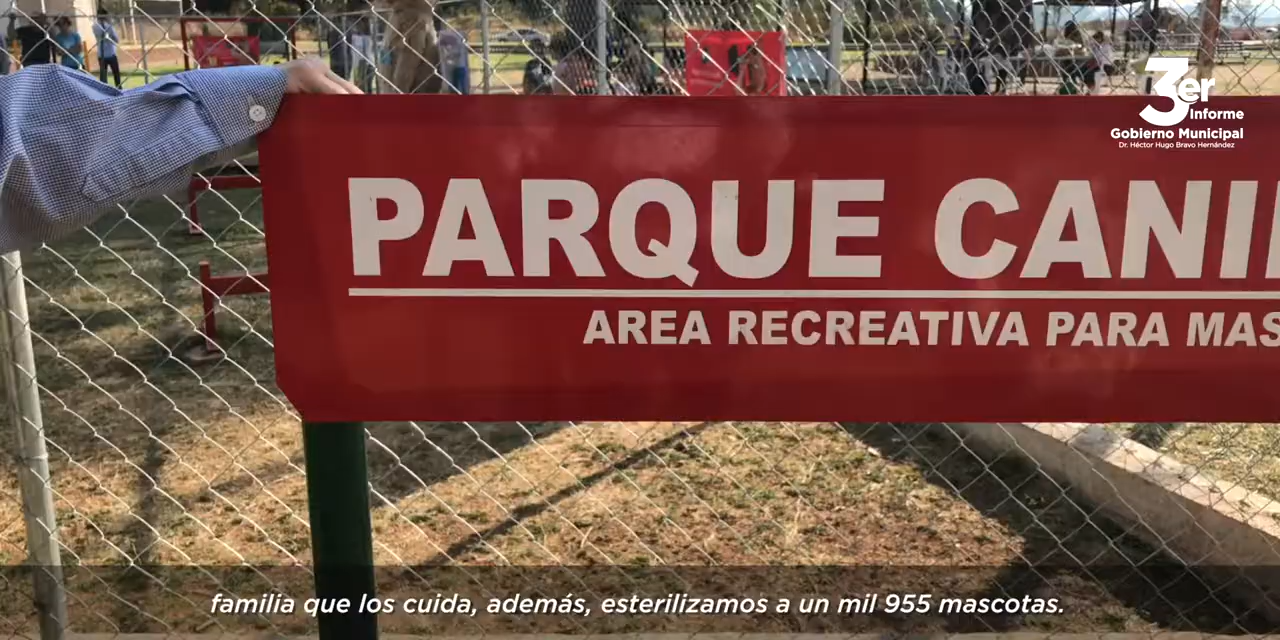 3er
Informe
Gobierno Municipal
Dr. Héctor Hugo Bravo Hernández
PARQUE CANI
AREA RECREATIVA PARA MAS
familia que los cuida, además, esterilizamos a un mil 955 mascotas.